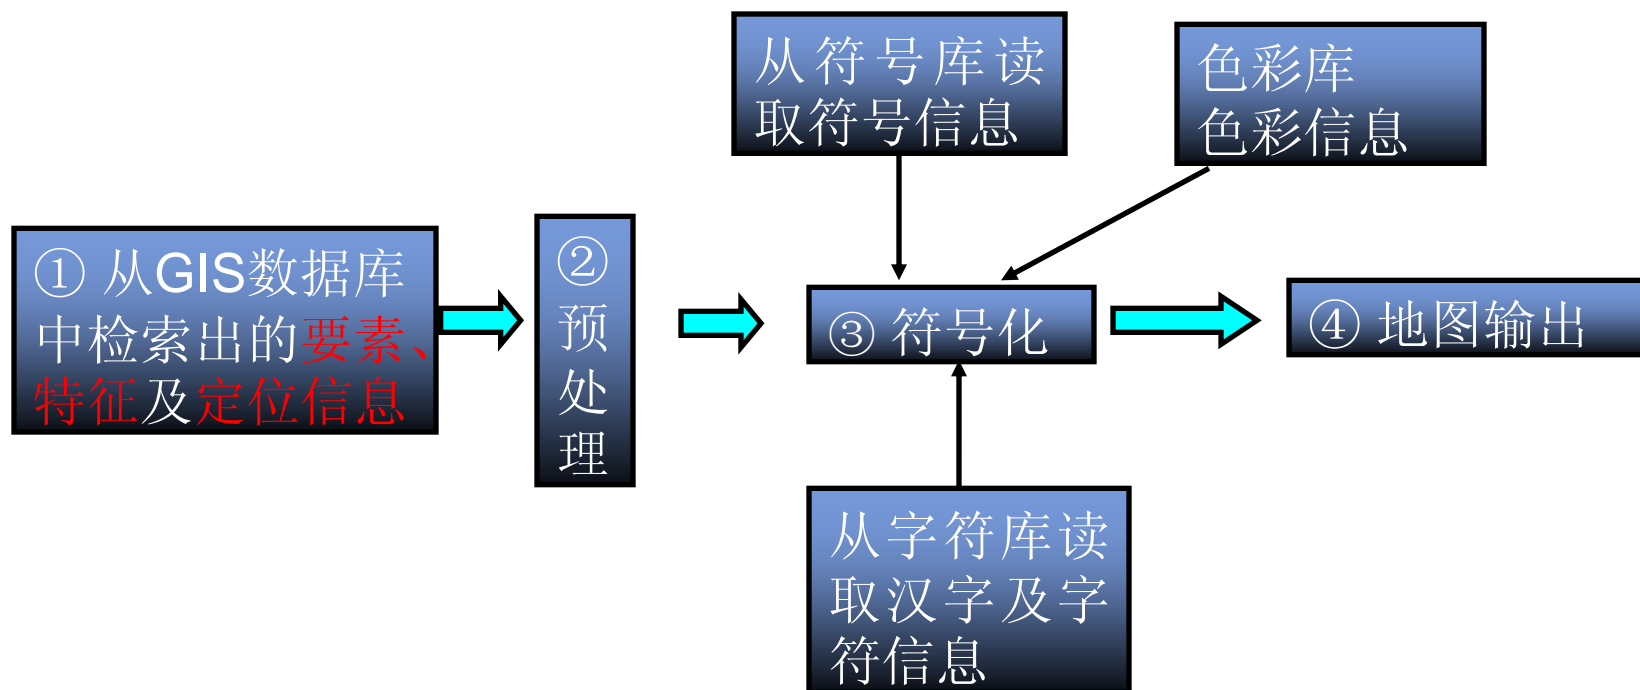 从符号库读
取符号信息
色彩库
色彩信息
① 从GIS数据库
中检索出的要素、
特征及定位信息
②
预
处
理
③ 符号化
④ 地图输出
从字符库读
取汉字及字
符信息